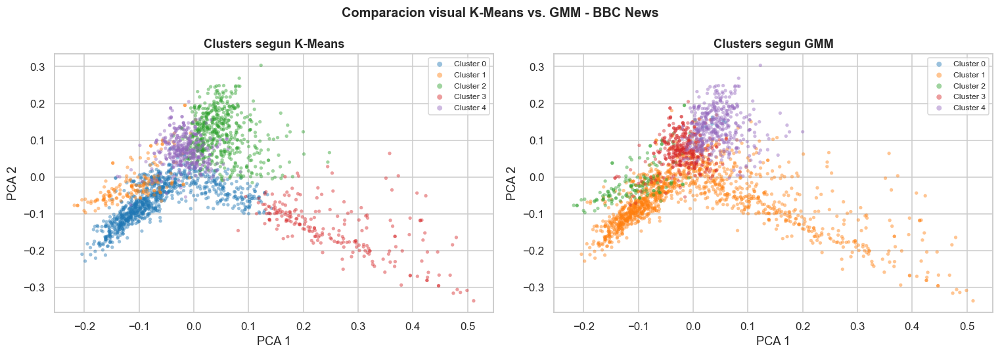 Comparacion visual K-Means vs. GMM - BBC News
Clusters segun K-Means
Cluster 0
Cluster 1
Cluster 2
Cluster 3
Cluster 4
0.3
0.2
0.1
0.0
−0.1
−0.2
−0.3
PCA 2
−0.2 −0.1 0.0 0.1 0.2 0.3 0.4 0.5
PCA 1
Clusters segun GMM
Cluster 0
Cluster 1
Cluster 2
Cluster 3
Cluster 4
0.3
0.2
0.1
0.0
−0.1
−0.2
−0.3
PCA 2
−0.2 −0.1 0.0 0.1 0.2 0.3 0.4 0.5
PCA 1